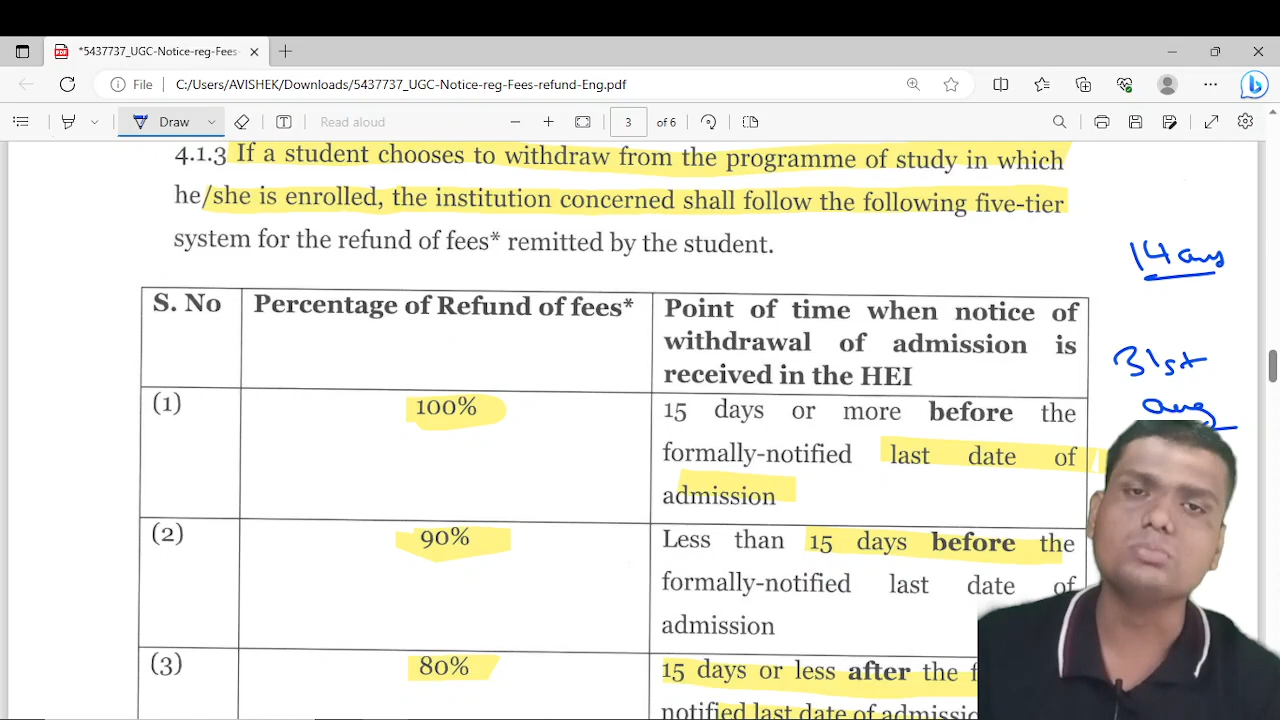 *5437737_UGC-Notice-reg-Fees-
File
C:/Users/AVISHEK/Downloads/5437737_UGC-Notice-reg-Fees-refund-Eng.pdf
Draw
Read aloud
3
of 6
4.1.3 If a student chooses to withdraw from the programme of study in which
he/she is enrolled, the institution concerned shall follow the following five-tier
system for the refund of fees* remitted by the student.
14 aug
31st
aug
S. No
Percentage of Refund of fees*
Point of time when notice of
withdrawal of admission is
received in the HEI
(1)
100%
15 days or more before the
formally-notified last date of
admission
(2)
90%
Less than 15 days before the
formally-notified last date of
admission
(3)
80%
15 days or less after the
notified last date of